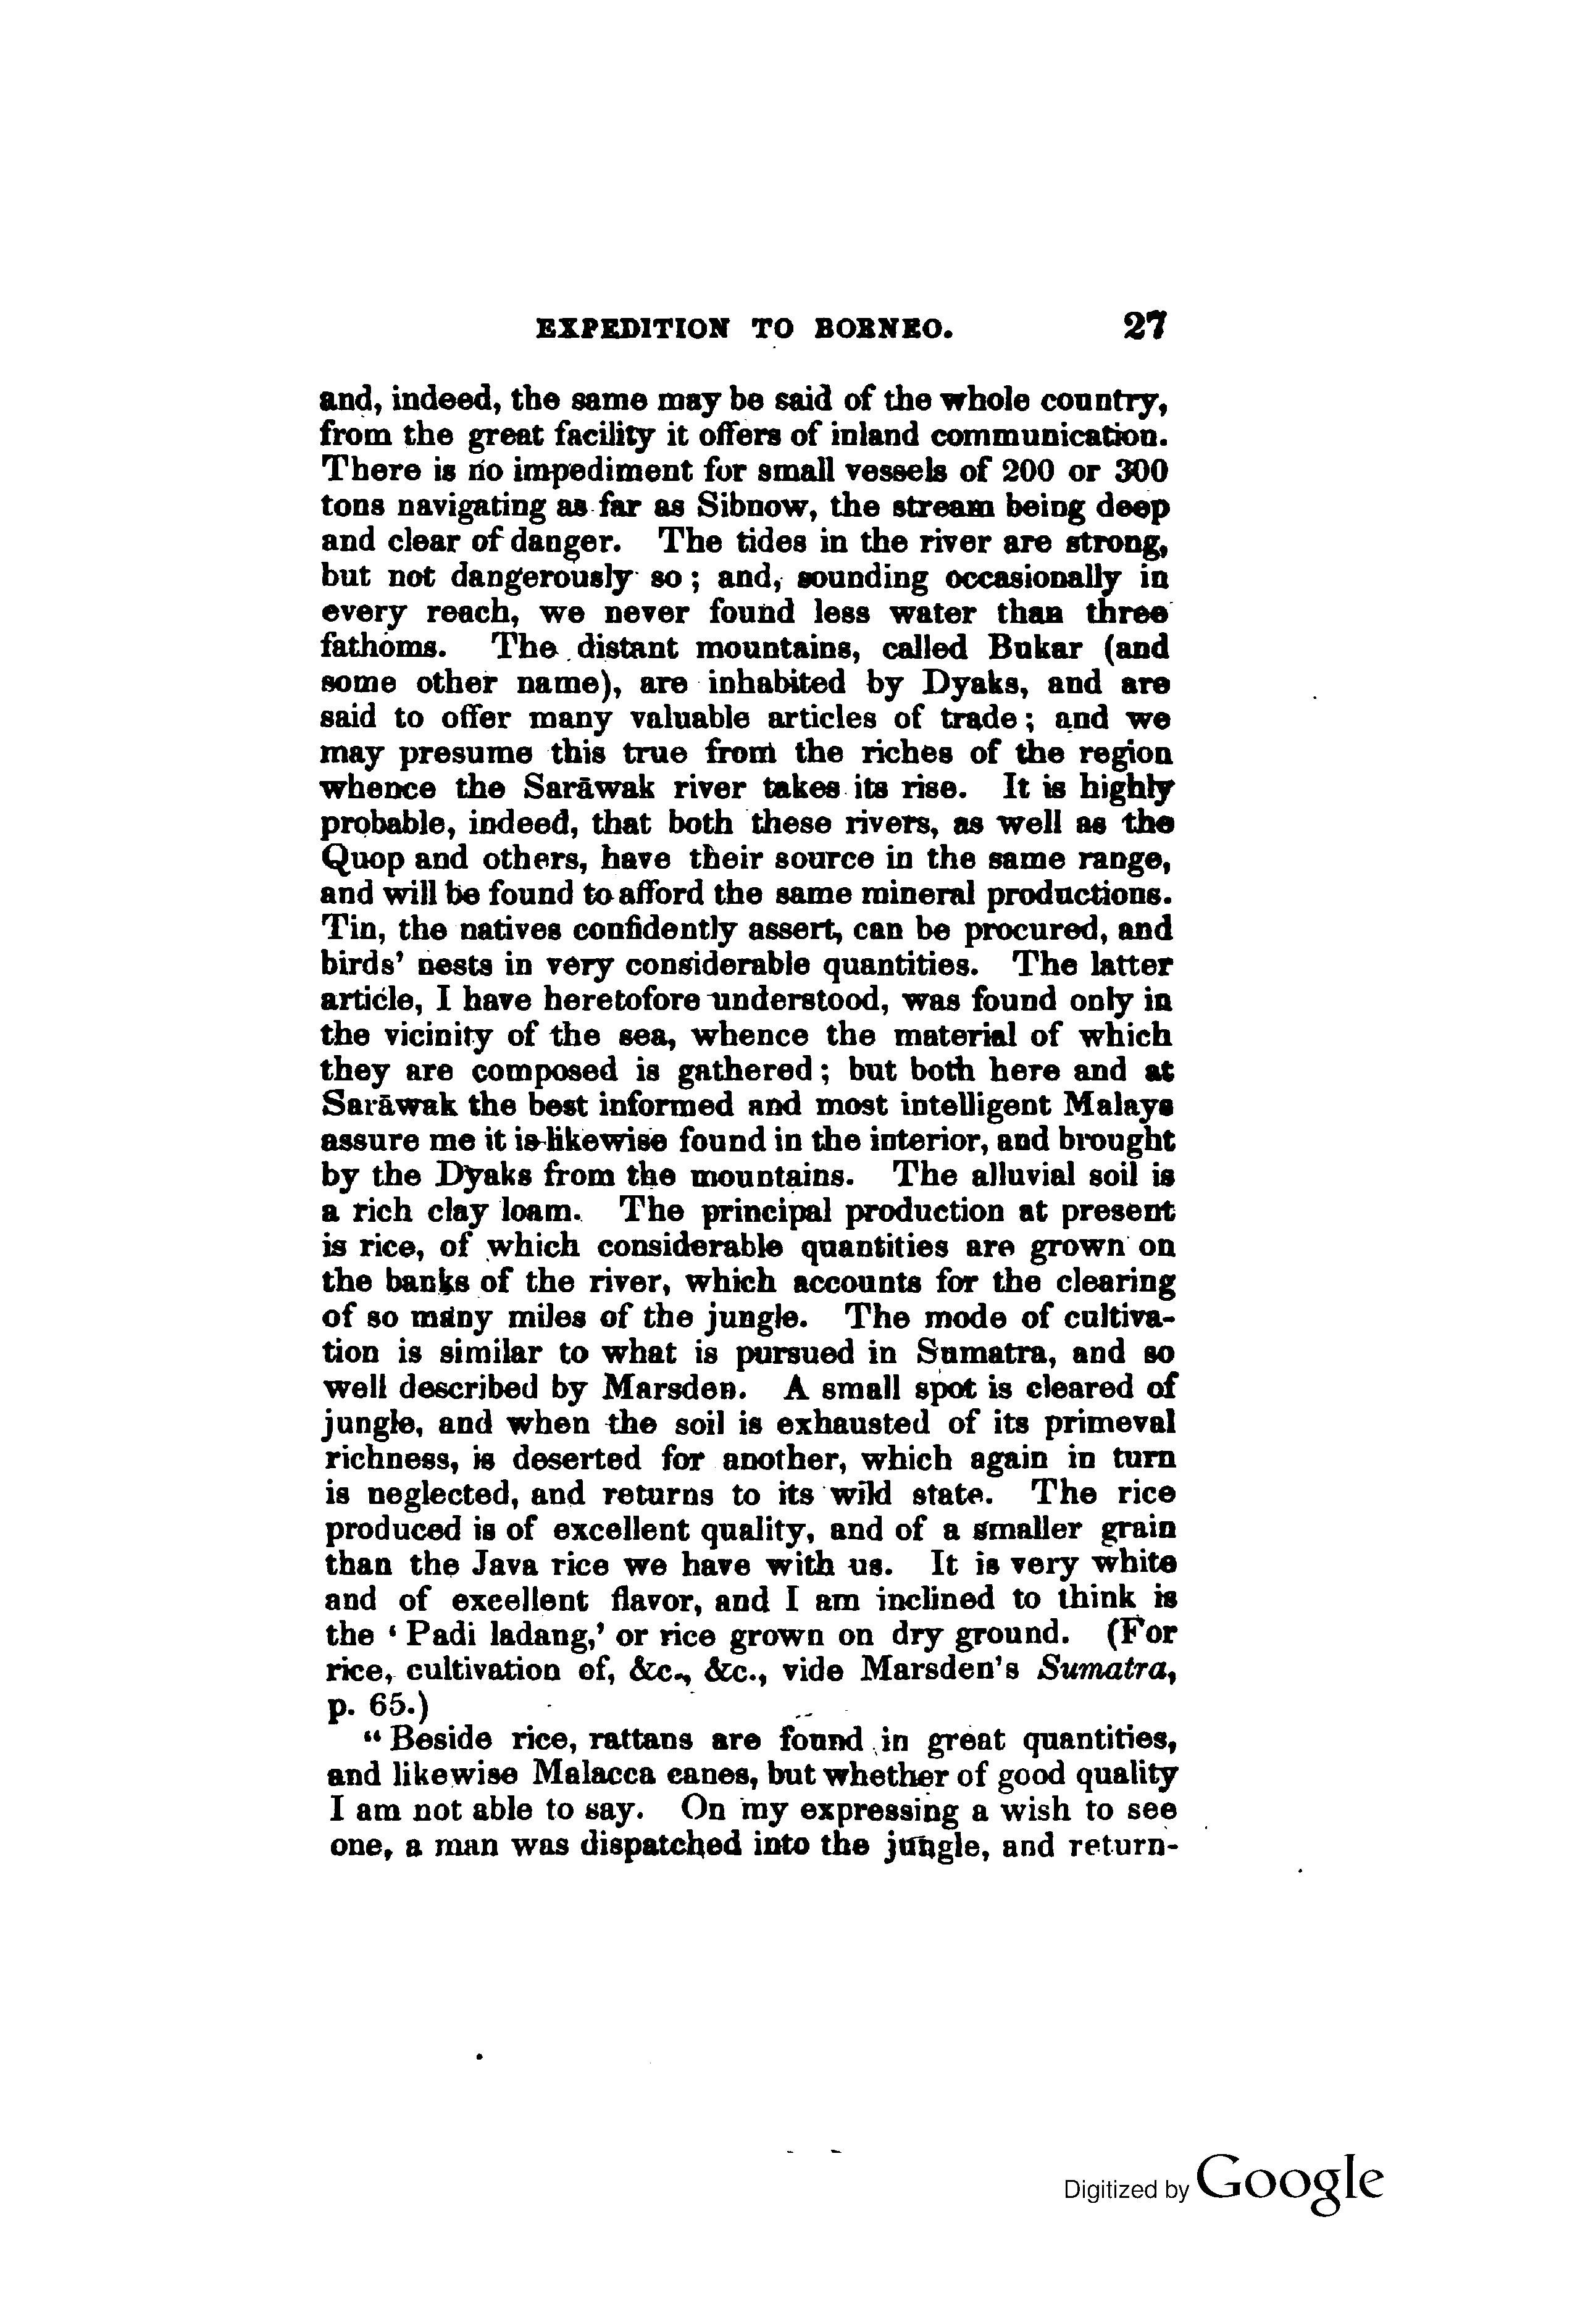 EXPEDITION TO BORNEO. 27
and, indeed, the same may be said of the whole country,
from the great facility it offers of inland communication.
There is no impediment for small vessels of 200 or 300
tons navigating as far as Sibnow, the stream being deep
and clear of danger. The tides in the river are strong,
but not dangerously so; and, sounding occasionally in
every reach, we never found less water than three
fathoms. The distant mountains, called Bukar (and
some other name), are inhabited by Dyaks, and are
said to offer many valuable articles of trade; and we
may presume this true from the riches of the region
whence the Sarāwak river takes its rise. It is highly
probable, indeed, that both these rivers, as well as the
Quop and others, have their source in the same range,
and will be found to afford the same mineral productions.
Tin, the natives confidently assert, can be procured, and
birds' nests in very considerable quantities. The latter
article, I have heretofore understood, was found only in
the vicinity of the sea, whence the material of which
they are composed is gathered; but both here and at
Sarāwak the best informed and most intelligent Malays
assure me it is likewise found in the interior, and brought
by the Dyaks from the mountains. The alluvial soil is
a rich clay loam. The principal production at present
is rice, of which considerable quantities are grown on
the banks of the river, which accounts for the clearing
of so many miles of the jungle. The mode of cultiva-
tion is similar to what is pursued in Sumatra, and so
well described by Marsden. A small spot is cleared of
jungle, and when the soil is exhausted of its primeval
richness, is deserted for another, which again in turn
is neglected, and returns to its wild state. The rice
produced is of excellent quality, and of a smaller grain
than the Java rice we have with us. It is very white
and of excellent flavor, and I am inclined to think is
the ‘Padi ladang,’ or rice grown on dry ground. (For
rice, cultivation of, &c., &c., vide Marsden's Sumatra,
p. 65.)
“Beside rice, rattans are found in great quantities,
and likewise Malacca canes, but whether of good quality
I am not able to say. On my expressing a wish to see
one, a man was dispatched into the jungle, and return-
Digitized by Google